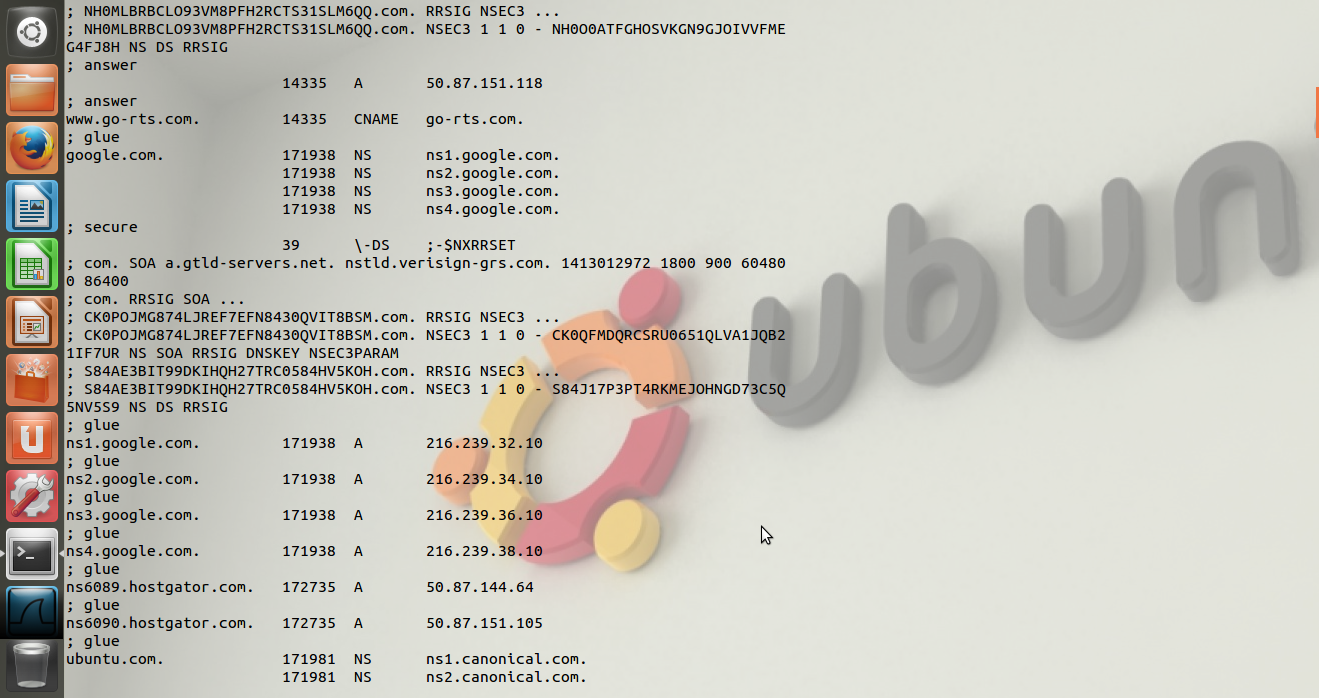 ; NH0MLBRBCLO93VM8PFH2RCTS31SLM6QQ.com. RRSIG NSEC3 ...
; NH0MLBRBCLO93VM8PFH2RCTS31SLM6QQ.com. NSEC3 1 1 0 - NH0O0ATFGHOSVKGN9GJOIVVFME
G4FJ8H NS DS RRSIG
; answer
14335 A 50.87.151.118
; answer
www.go-rts.com. 14335 CNAME go-rts.com.
; glue
google.com. 171938 NS ns1.google.com.
171938 NS ns2.google.com.
171938 NS ns3.google.com.
171938 NS ns4.google.com.
; secure
39 \-DS ;-$NXRRSET
; com. SOA a.gtld-servers.net. nstld.verisign-grs.com. 1413012972 1800 900 60480
0 86400
; com. RRSIG SOA ...
; CK0POJMG874LJREF7EFN8430QVIT8BSM.com. RRSIG NSEC3 ...
; CK0POJMG874LJREF7EFN8430QVIT8BSM.com. NSEC3 1 1 0 - CK0QFMDQRCSRU0651QLVA1JQB2
1IF7UR NS SOA RRSIG DNSKEY NSEC3PARAM
; S84AE3BIT99DKIHQH27TRC0584HV5KOH.com. RRSIG NSEC3 ...
; S84AE3BIT99DKIHQH27TRC0584HV5KOH.com. NSEC3 1 1 0 - S84J17P3PT4RKMEJOHNGD73C5Q
5NV5S9 NS DS RRSIG
; glue
ns1.google.com. 171938 A 216.239.32.10
; glue
ns2.google.com. 171938 A 216.239.34.10
; glue
ns3.google.com. 171938 A 216.239.36.10
; glue
ns4.google.com. 171938 A 216.239.38.10
; glue
ns6089.hostgator.com. 172735 A 50.87.144.64
; glue
ns6090.hostgator.com. 172735 A 50.87.151.105
; glue
ubuntu.com. 171981 NS ns1.canonical.com.
171981 NS ns2.canonical.com.
ubun